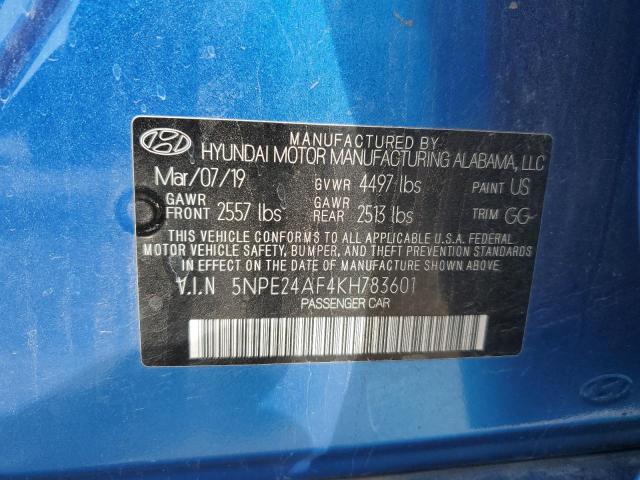 MANUFACTURED BY
HYUNDAI MOTOR MANUFACTURING ALABAMA, LLC
Mar/07/19 GVWR 4497 lbs PAINT US
GAWR FRONT 2557 lbs GAWR REAR 2513 lbs TRIM GG
THIS VEHICLE CONFORMS TO ALL APPLICABLE U.S.A. FEDERAL
MOTOR VEHICLE SAFETY, BUMPER, AND THEFT PREVENTION STANDARDS
IN EFFECT ON THE DATE OF MANUFACTURE SHOWN ABOVE.
V.I.N 5NPE24AF4KH783601
PASSENGER CAR